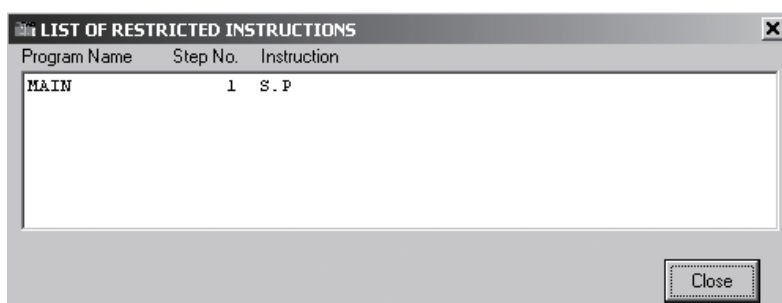 LIST OF RESTRICTED INSTRUCTIONS
Program Name Step No. Instruction
MAIN 1 S.P
Close